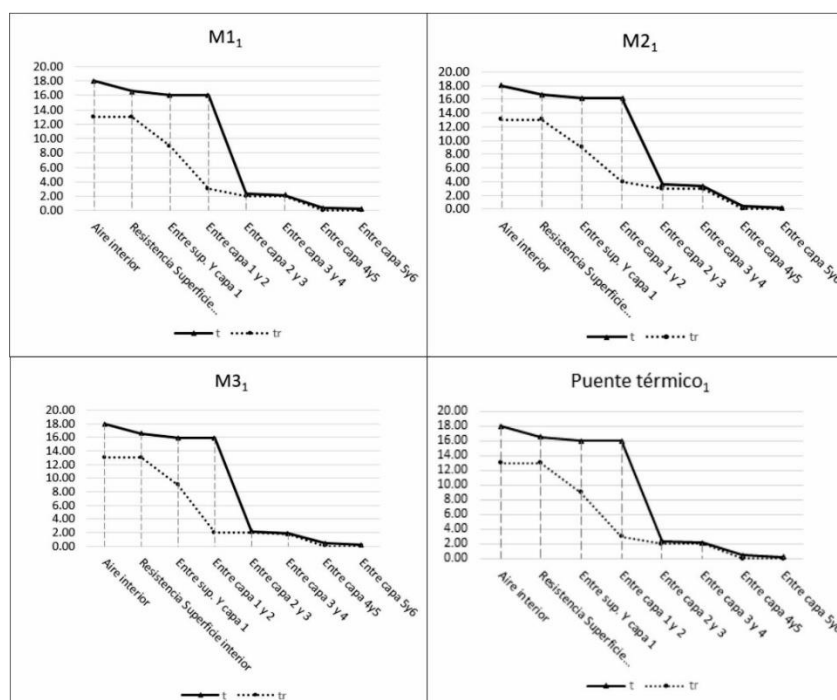 M1₁
20.00
18.00
16.00
14.00
12.00
10.00
8.00
6.00
4.00
2.00
0.00
Aire interior
Resistencia Superficie...
Entre sup. Y capa 1
Entre capa 1 y 2
Entre capa 2 y 3
Entre capa 3 y 4
Entre capa 4y5
Entre capa 5y6
t tr
M2₁
20.00
18.00
16.00
14.00
12.00
10.00
8.00
6.00
4.00
2.00
0.00
Aire interior
Resistencia Superficie...
Entre sup. Y capa 1
Entre capa 1 y 2
Entre capa 2 y 3
Entre capa 3 y 4
Entre capa 4y5
Entre capa 5y6
t tr
M3₁
20.00
18.00
16.00
14.00
12.00
10.00
8.00
6.00
4.00
2.00
0.00
Aire interior
Resistencia Superficie interior
Entre sup. Y capa 1
Entre capa 1 y 2
Entre capa 2 y 3
Entre capa 3 y 4
Entre capa 4y5
Entre capa 5y6
t tr
Puente térmico₁
20.00
18.00
16.00
14.00
12.00
10.00
8.00
6.00
4.00
2.00
0.00
Aire interior
Resistencia Superficie...
Entre sup. Y capa 1
Entre capa 1 y 2
Entre capa 2 y 3
Entre capa 3 y 4
Entre capa 4y5
Entre capa 5y6
t tr